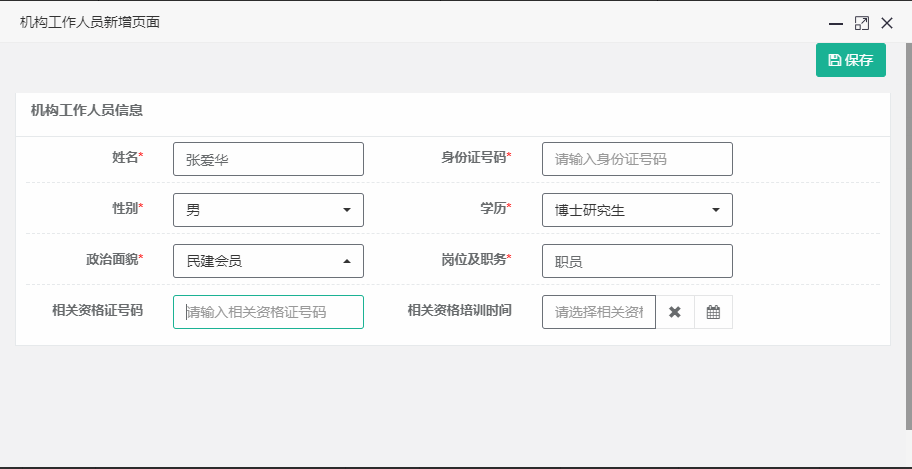 机构工作人员新增页面
保存
机构工作人员信息
姓名* 张爱华 身份证号码* 请输入身份证号码
性别* 男 学历* 博士研究生
政治面貌* 民建会员 岗位及职务* 职员
相关资格证号码 请输入相关资格证号码 相关资格培训时间 请选择相关资格